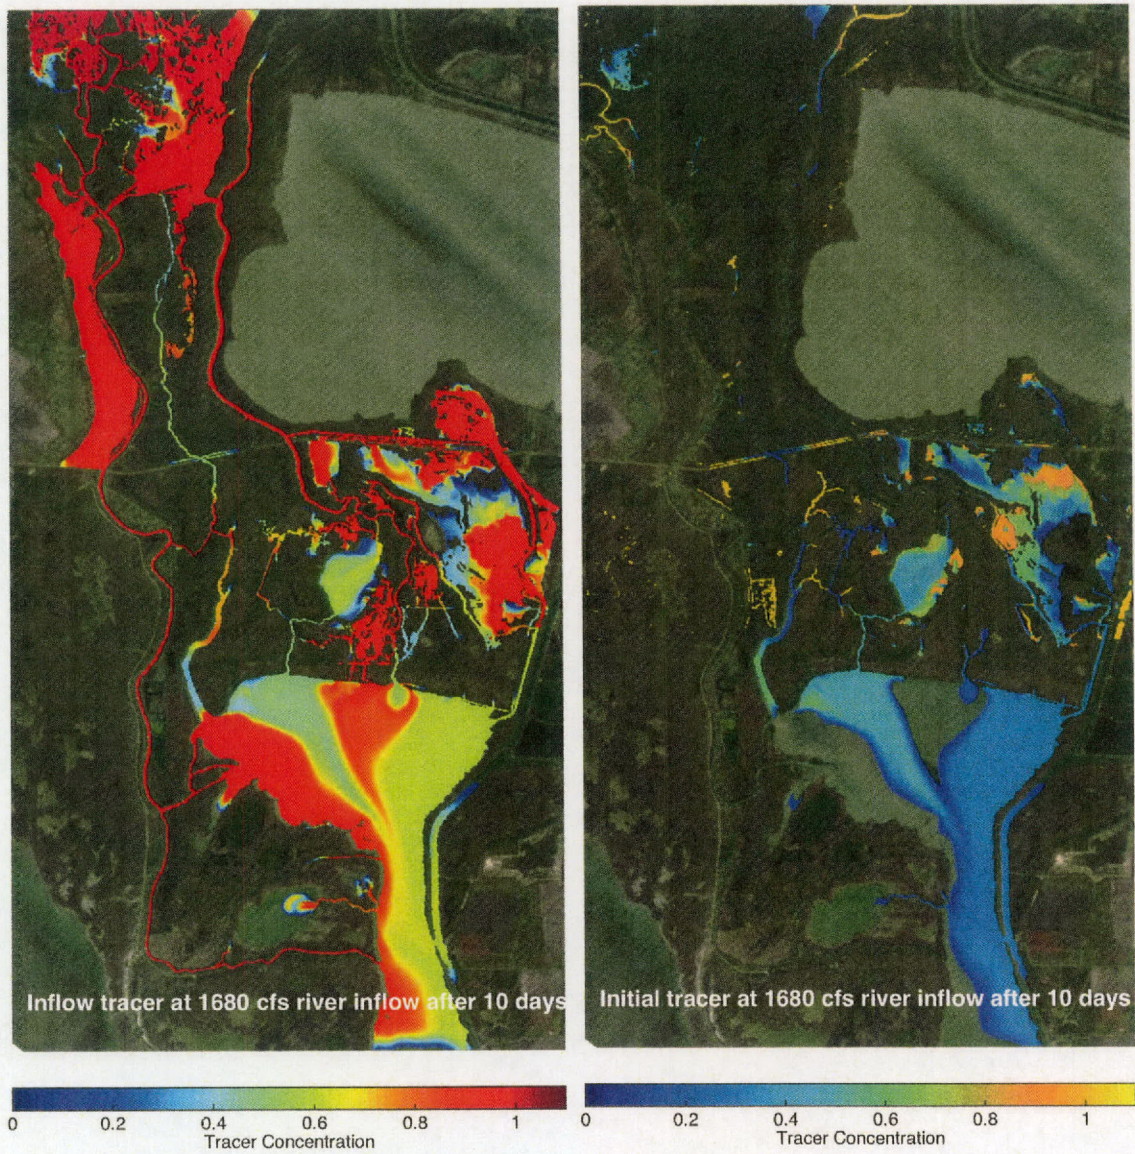 Inflow tracer at 1680 cfs river inflow after 10 days
Initial tracer at 1680 cfs river inflow after 10 days
0 0.2 0.4 0.6 0.8 1
Tracer Concentration
0 0.2 0.4 0.6 0.8 1
Tracer Concentration